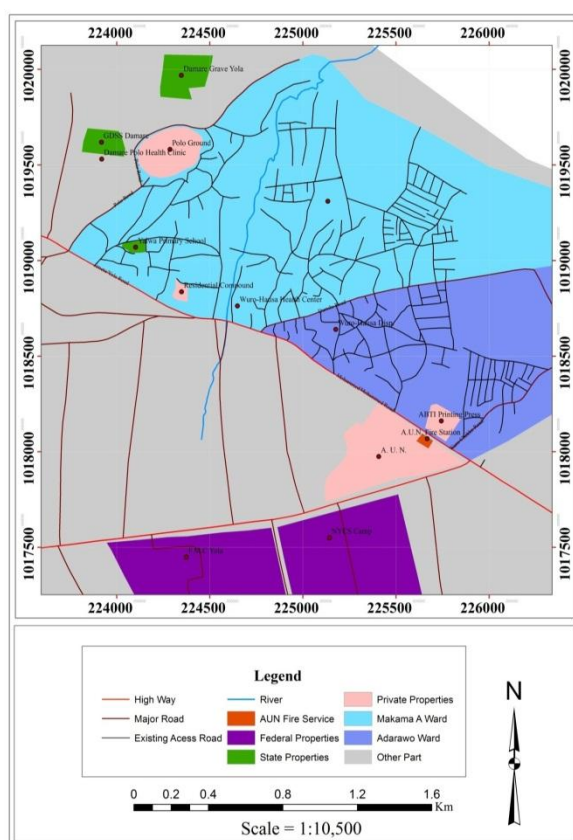 224000 224500 225000 225500 226000
1020000
1019500
1019000
1018500
1018000
1017500
Damare Grave Yola
GDSS Damare
Damare Polo Health Clinic
Polo Ground
Primary School
Residential Compound
Wuro-Hausa Health Center
Wuro-Hausa
ABTI Printing Press
A.U.N. Fire Station
A. U. N.
NYCS Camp
Yola
1020000
1019500
1019000
1018500
1018000
1017500
224000 224500 225000 225500 226000
Legend
High Way
Major Road
Existing Acess Road
River
AUN Fire Service
Federal Properties
State Properties
Private Properties
Makama A Ward
Adarawo Ward
Other Part
N
0 0.2 0.4 0.8 1.2 1.6
Km
Scale = 1:10,500